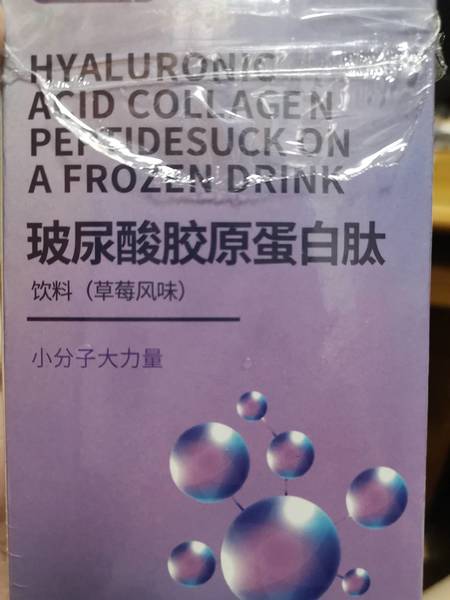 HYALURONIC
ACID COLLAGEN
PEPTIDESUCK ON
A FROZEN DRINK
玻尿酸胶原蛋白肽
饮料（草莓风味）
小分子大力量